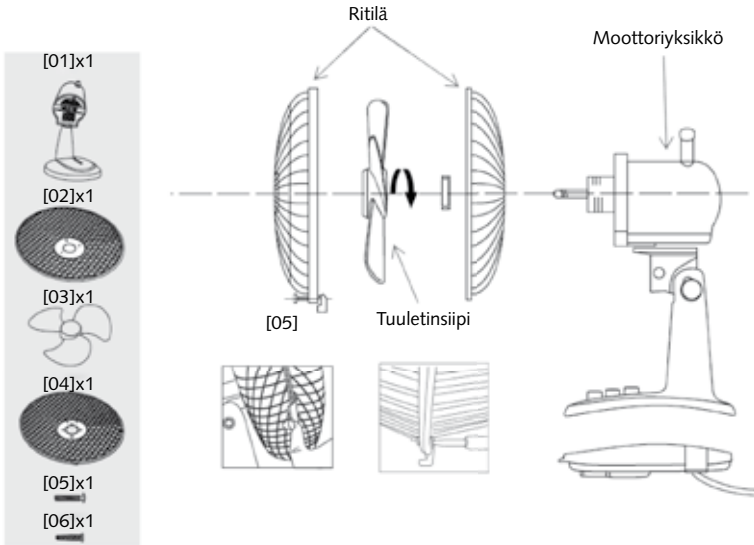 [01]x1
[02]x1
[03]x1
[04]x1
[05]x1
[06]x1
Ritilä
Moottoriyksikkö
[05]
Tuuletinsiipi